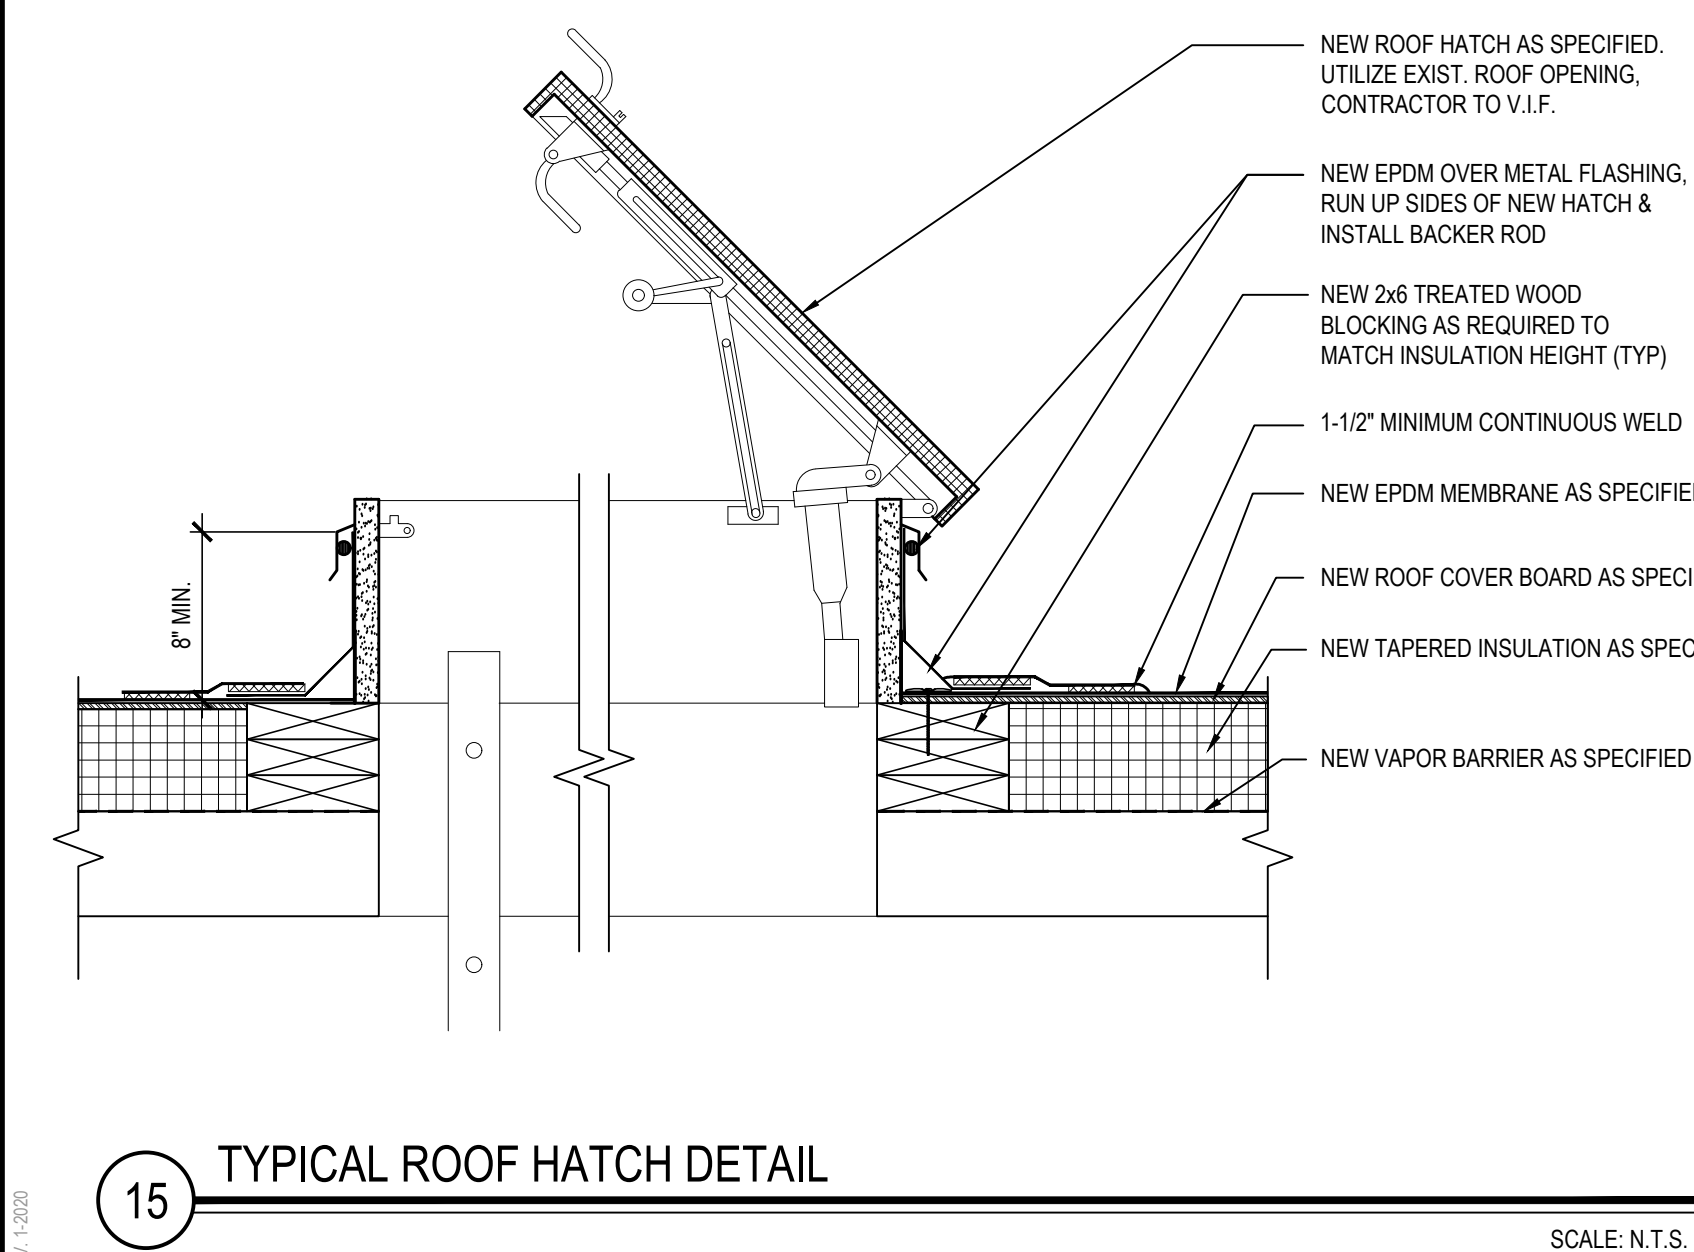 NEW ROOF HATCH AS SPECIFIED.
UTILIZE EXIST. ROOF OPENING,
CONTRACTOR TO V.I.F.
NEW EPDM OVER METAL FLASHING,
RUN UP SIDES OF NEW HATCH &
INSTALL BACKER ROD
NEW 2x6 TREATED WOOD
BLOCKING AS REQUIRED TO
MATCH INSULATION HEIGHT (TYP)
1-1/2" MINIMUM CONTINUOUS WELD
NEW EPDM MEMBRANE AS
NEW ROOF COVER BOARD AS
NEW TAPERED INSULATION AS
NEW VAPOR BARRIER AS SPECIFIED
8" MIN.
15
TYPICAL ROOF HATCH DETAIL
SCALE: N.T.S.
1-2020